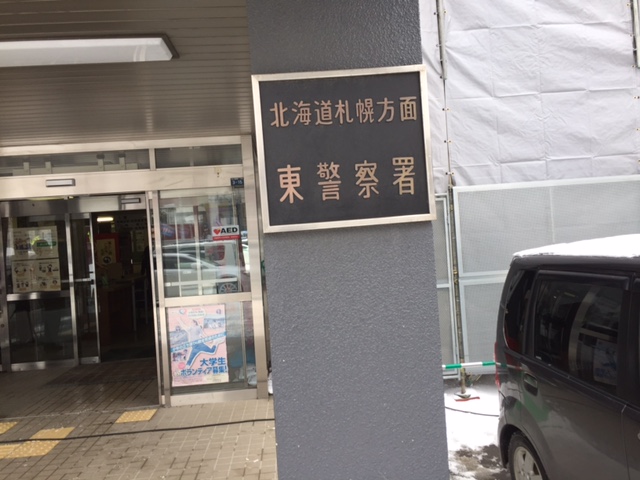 北海道札幌方面
東警察署
AED
大学生
ボランティア募集!